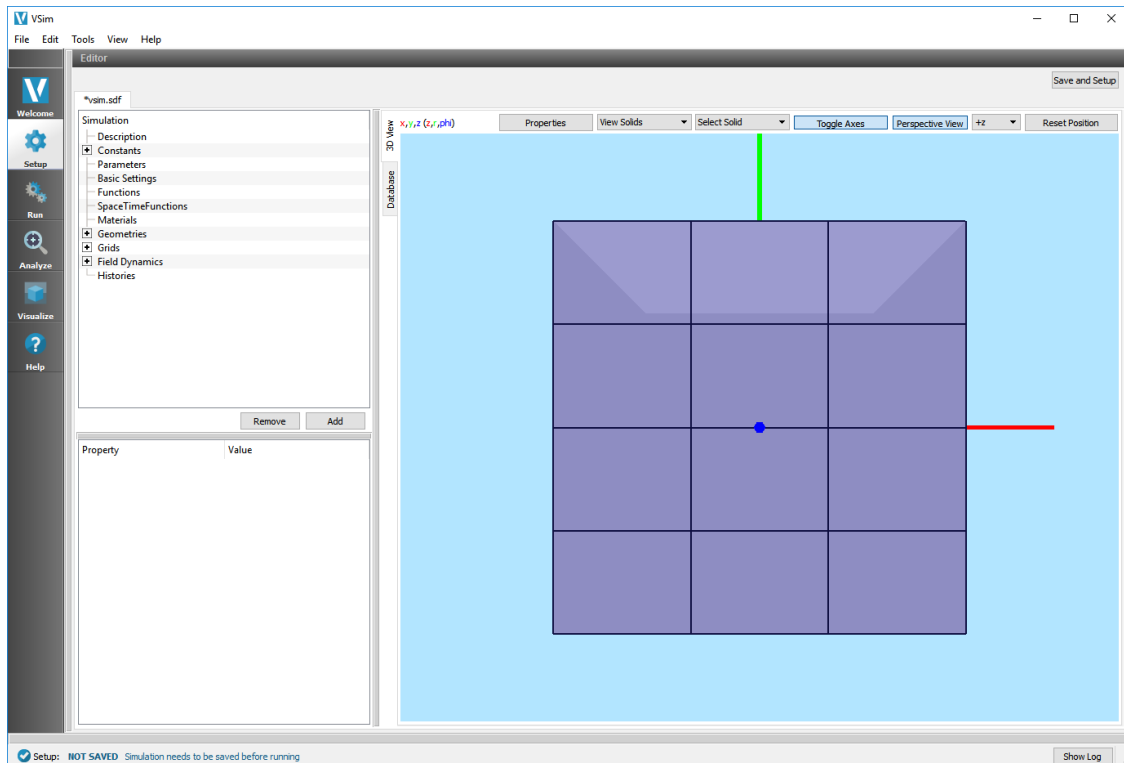 VSim
File Edit Tools View Help
Editor
Save and Setup
*vsim.sdf
Welcome
Setup
Run
Analyze
Visualize
Help
Simulation
Description
Constants
Parameters
Basic Settings
Functions
SpaceTimeFunctions
Materials
Geometries
Grids
Field Dynamics
Histories
Remove Add
Property Value
3D View
Database
x,y,z (z,r,phi) Properties View Solids Select Solid Toggle Axes Perspective View +z Reset Position
Setup: NOT SAVED Simulation needs to be saved before running
Show Log